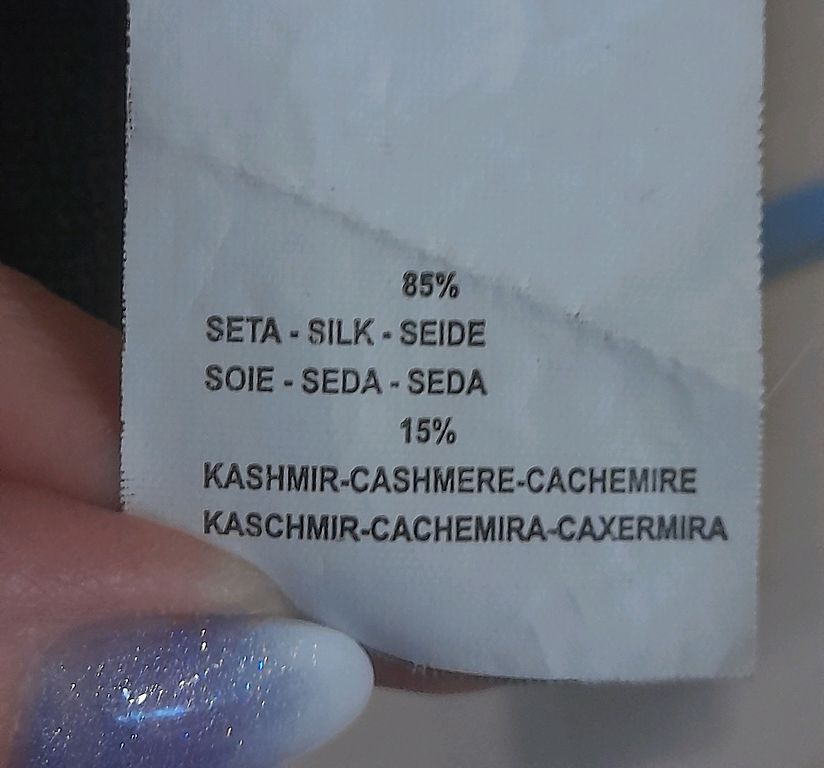 85%
SETA - SILK - SEIDE
SOIE - SEDA - SEDA
15%
KASHMIR-CASHMERE-CACHEMIRE
KASCHMIR-CACHEMIRA-CAXERMIRA